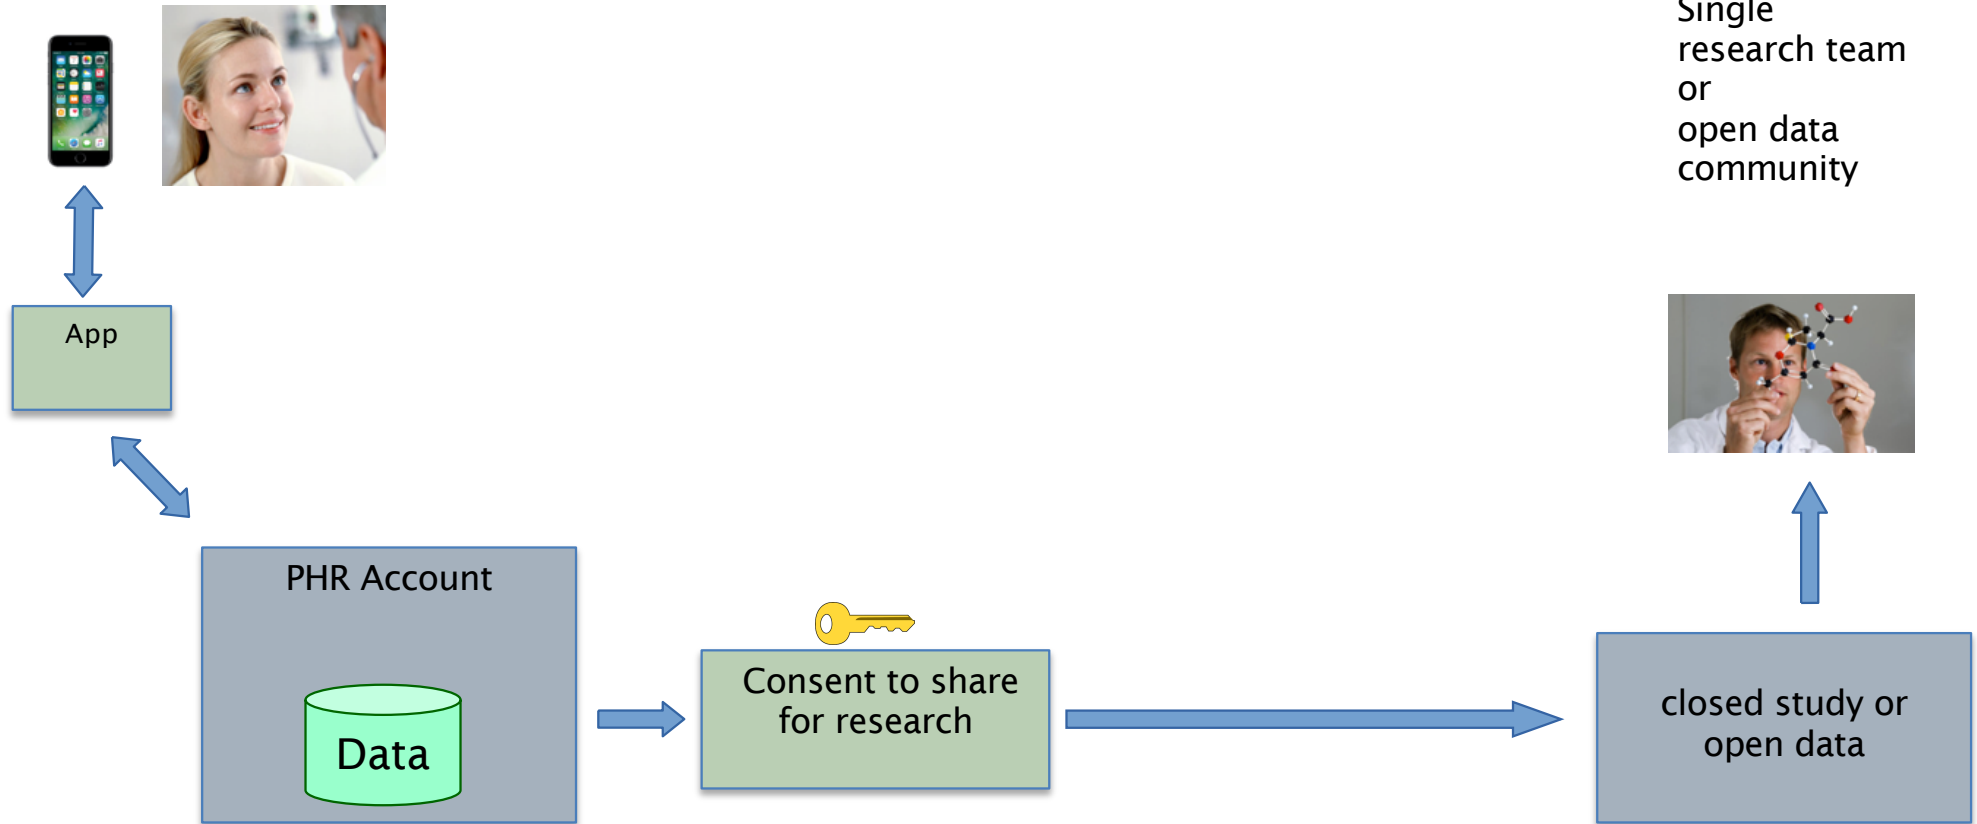 Single
research team
or
open data
community
App
PHR Account
Data
Consent to share
for research
closed study or
open data